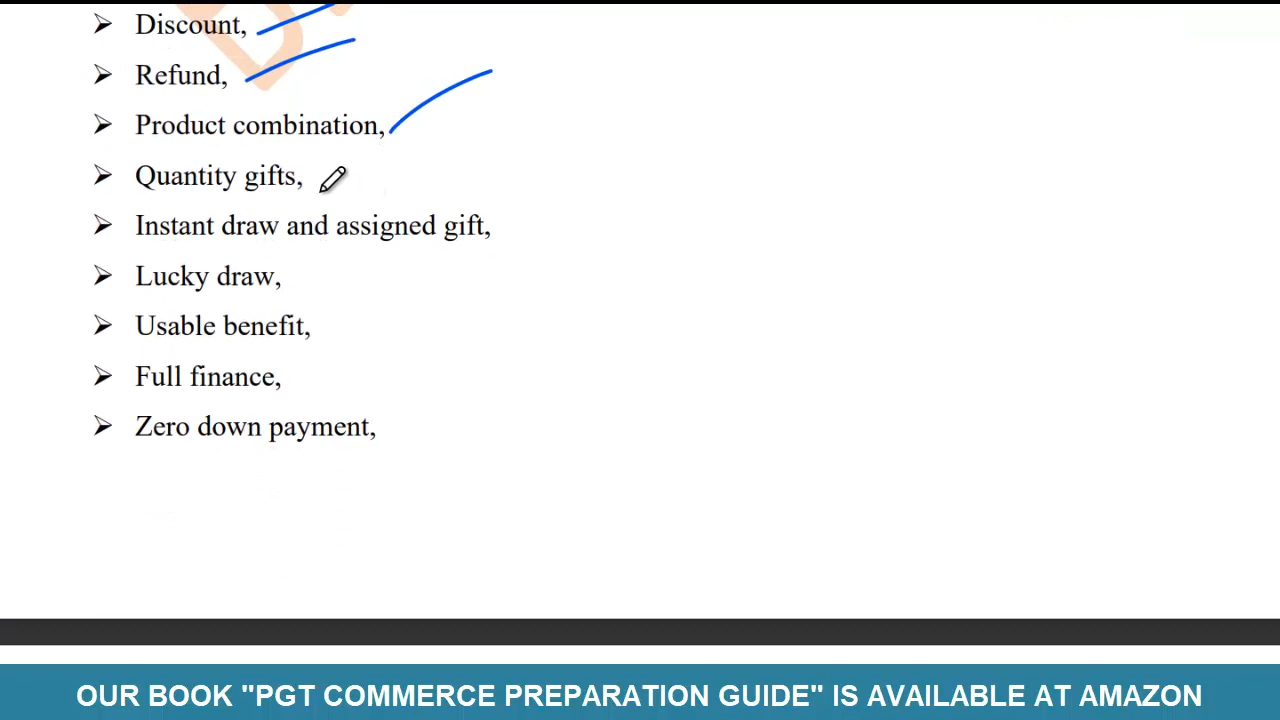 ➢ Discount,
➢ Refund,
➢ Product combination,
➢ Quantity gifts,
➢ Instant draw and assigned gift,
➢ Lucky draw,
➢ Usable benefit,
➢ Full finance,
➢ Zero down payment,
OUR BOOK "PGT COMMERCE PREPARATION GUIDE" IS AVAILABLE AT AMAZON